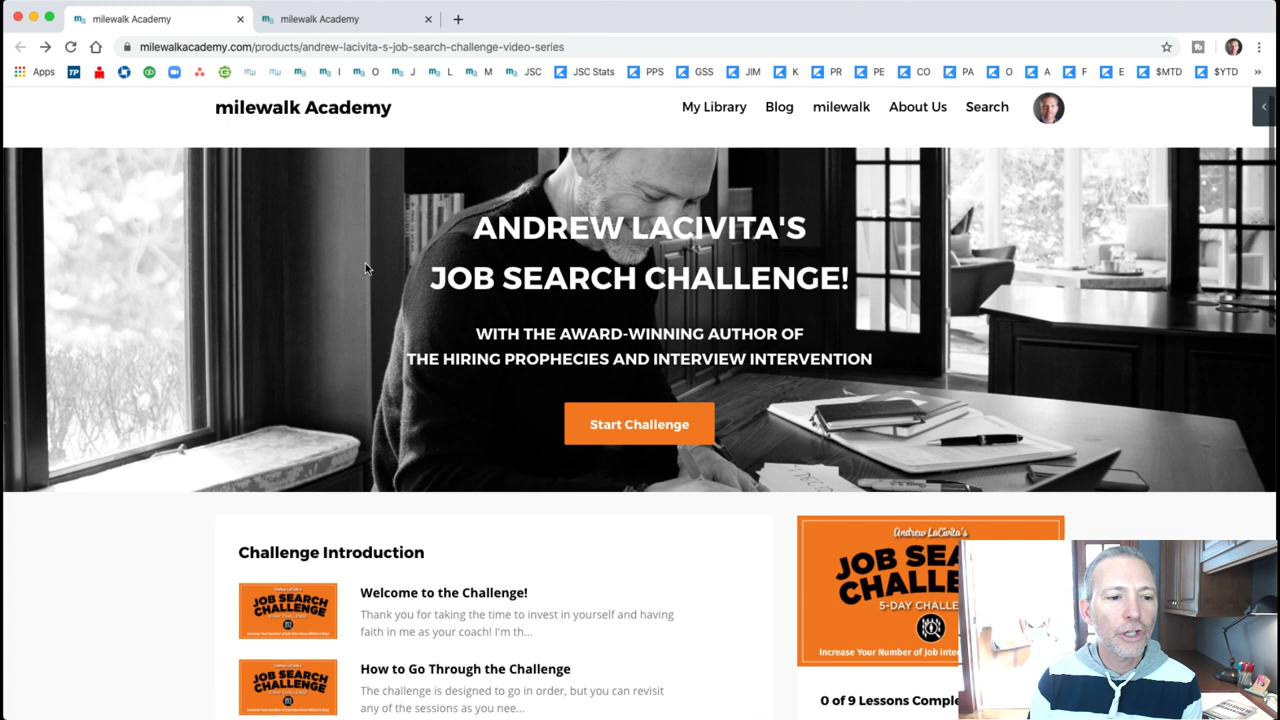 milewalk Academy
milewalk Academy
milewalkacademy.com/products/andrew-lacivita-s-job-search-challenge-video-series
Apps TP I O J L M JSC JSC Stats PPS GSS JIM K PR PE CO PA O A F E $MTD $YTD »
milewalk Academy
My Library Blog milewalk About Us Search
ANDREW LACIVITA'S
JOB SEARCH CHALLENGE!
WITH THE AWARD-WINNING AUTHOR OF
THE HIRING PROPHECIES AND INTERVIEW INTERVENTION
Start Challenge
Challenge Introduction
Andrew LaCivita's
JOB SEARCH
CHALLENGE
Welcome to the Challenge!
Thank you for taking the time to invest in yourself and having
faith in me as your coach! I'm th...
JOB SEARCH
CHALLENGE
How to Go Through the Challenge
The challenge is designed to go in order, but you can revisit
any of the sessions as you nee...
Andrew LaCivita's
JOB SEA
CHALLE
5-DAY CHALLE
Increase Your Number of Job Inter
0 of 9 Lessons Comple